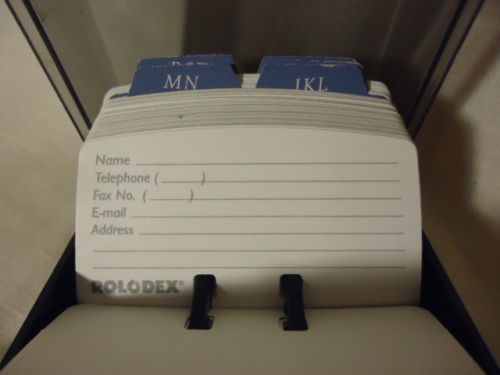 MN
JKL
Name
Telephone ( )
Fax No. ( )
E-mail
Address
ROLODEX®